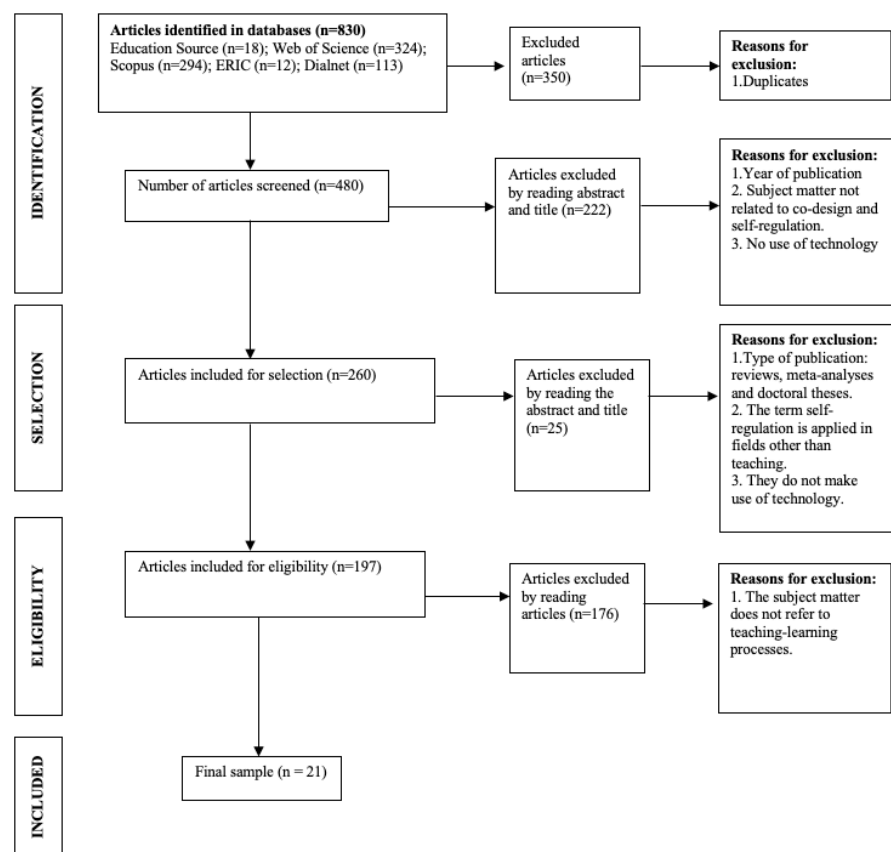 Articles identified in databases (n=830)
Education Source (n=18); Web of Science (n=324);
Scopus (n=294); ERIC (n=12); Dialnet (n=113)
Excluded
articles
(n=350)
Reasons for
exclusion:
1.Duplicates
IDENTIFICATION
Number of articles screened (n=480)
Articles excluded
by reading abstract
and title (n=222)
Reasons for exclusion:
1.Year of publication
2. Subject matter not
related to co-design and
self-regulation.
3. No use of technology
SELECTION
Articles included for selection (n=260)
Articles excluded
by reading the
abstract and title
(n=25)
Reasons for exclusion:
1.Type of publication:
reviews, meta-analyses
and doctoral theses.
2. The term self-
regulation is applied in
fields other than
teaching.
3. They do not make
use of technology.
ELIGIBILITY
Articles included for eligibility (n=197)
Articles excluded
by reading
articles (n=176)
Reasons for exclusion:
1. The subject matter
does not refer to
teaching-learning
processes.
INCLUDED
Final sample (n = 21)